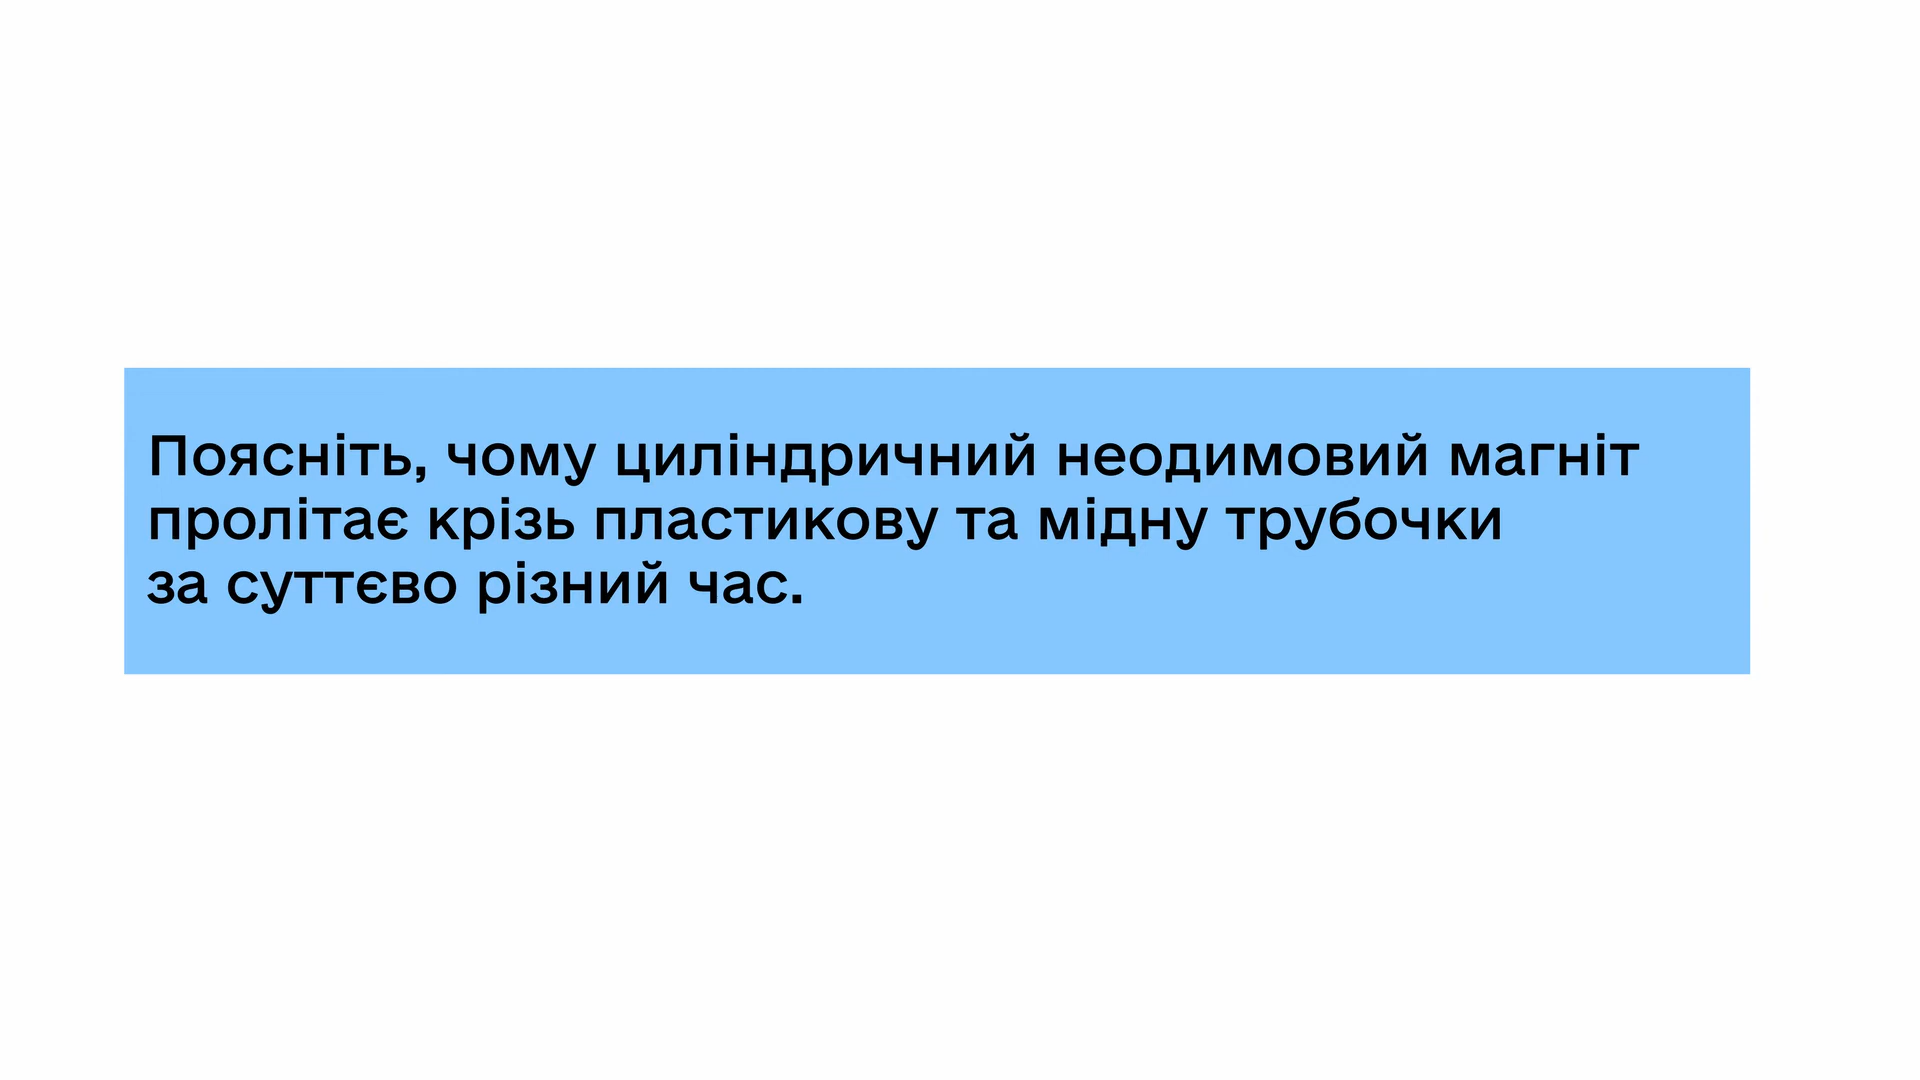 Поясніть, чому циліндричний неодимовий магніт
пролітає крізь пластикову та мідну трубочки
за суттєво різний час.